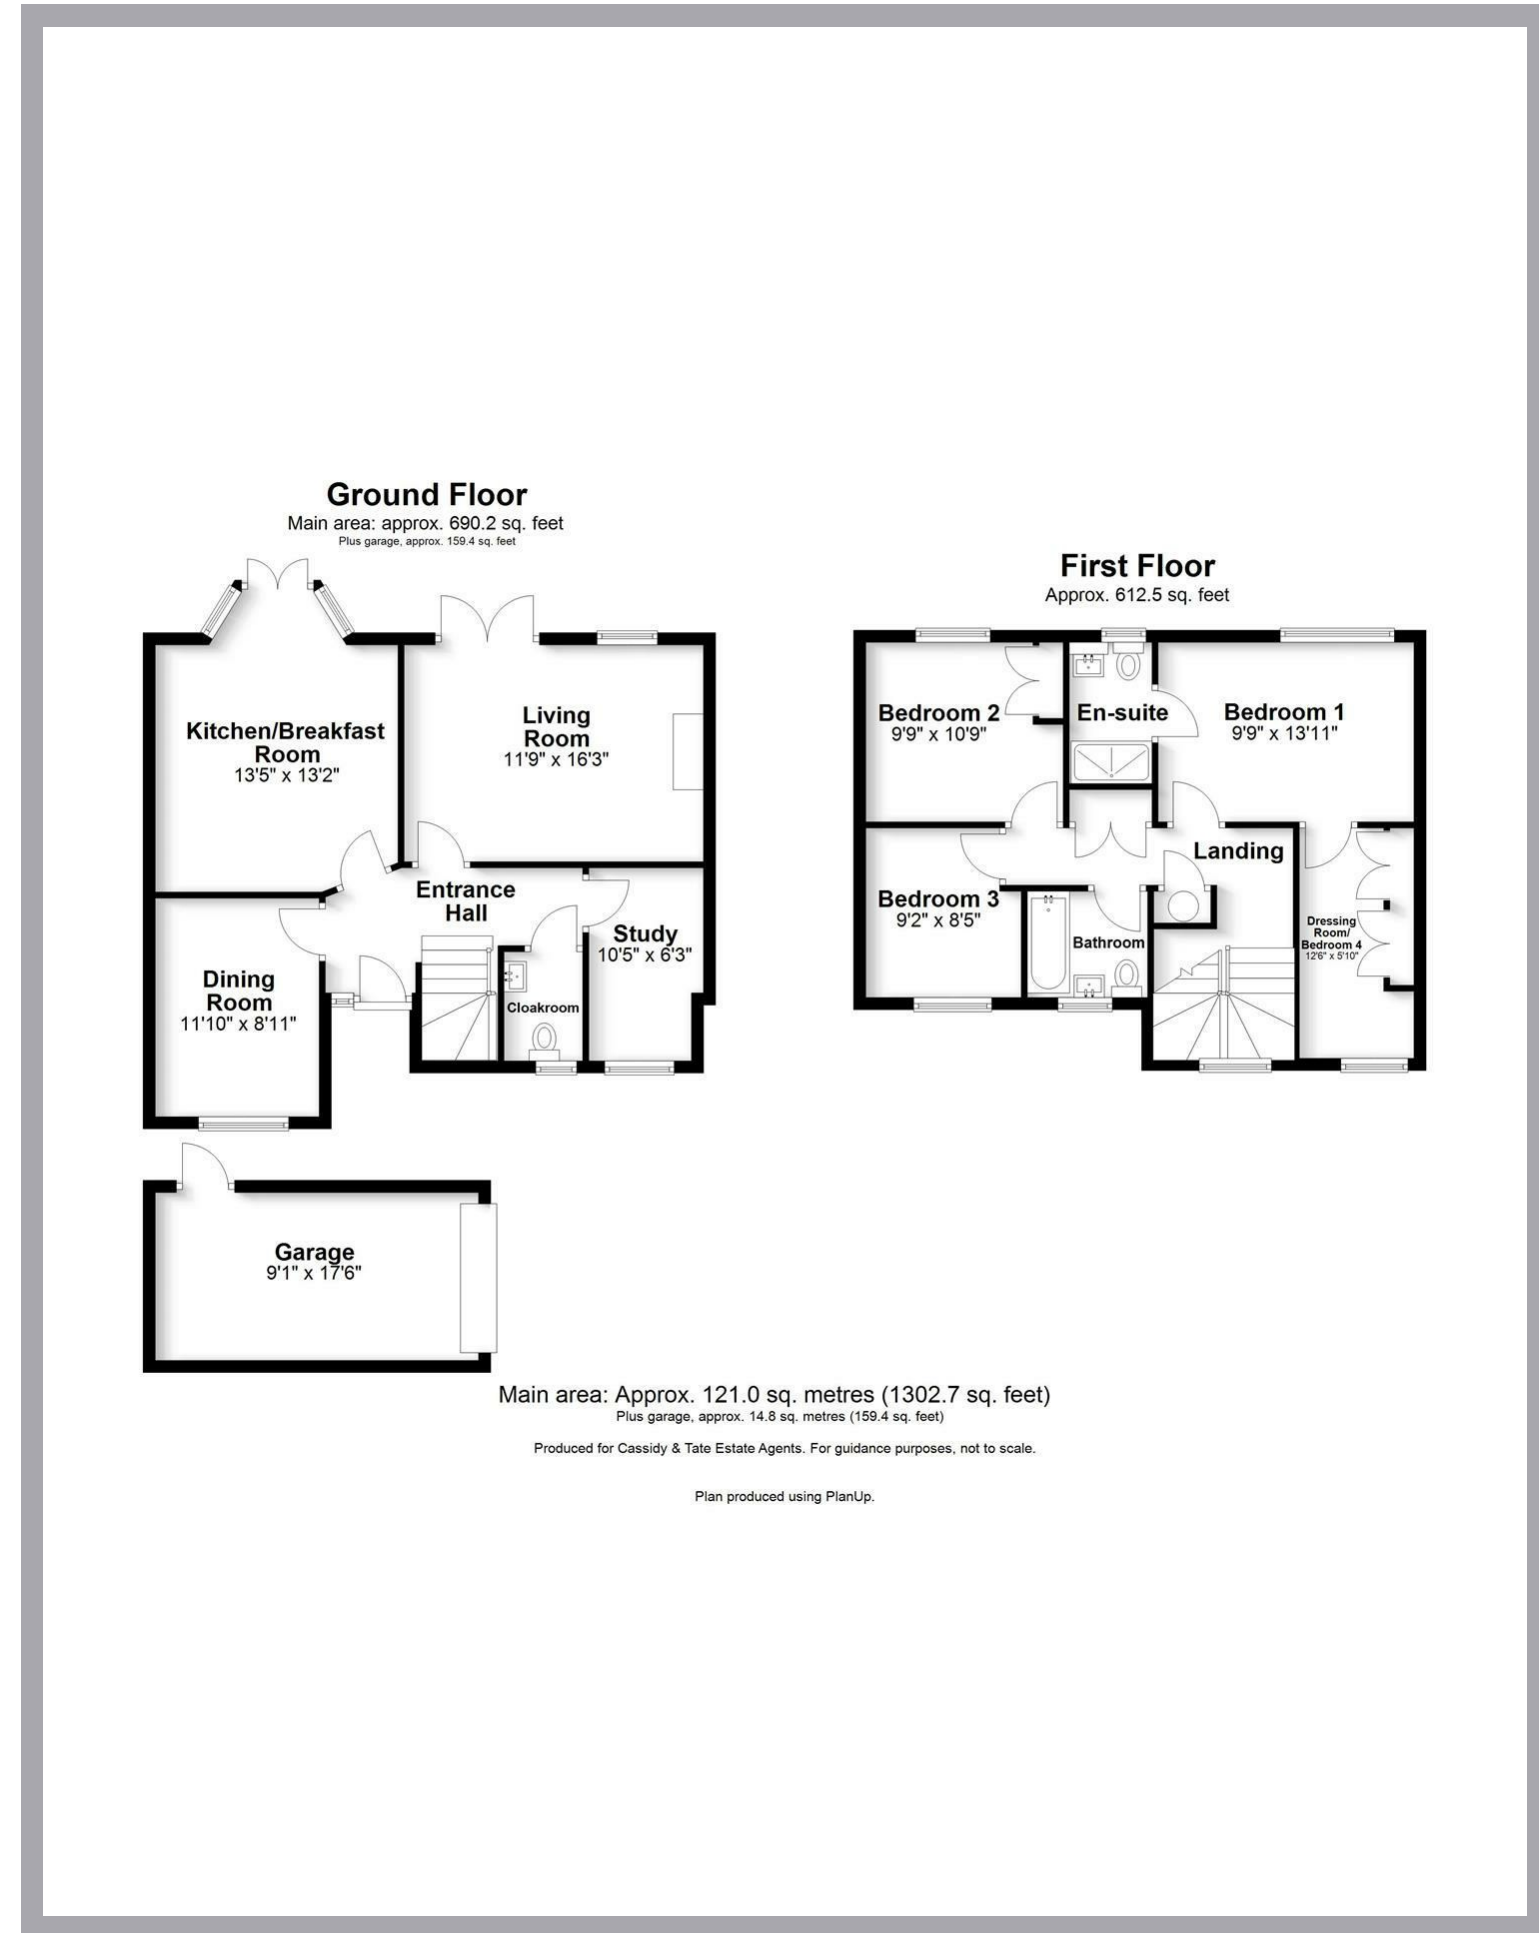 Ground Floor
Main area: approx. 690.2 sq. feet
Plus garage, approx. 159.4 sq. feet
Kitchen/Breakfast
Room
13'5" x 13'2"
Living
Room
11'9" x 16'3"
Entrance
Hall
Study
10'5" x 6'3"
Dining
Room
11'10" x 8'11"
Cloakroom
Garage
9'1" x 17'6"
First Floor
Approx. 612.5 sq. feet
Bedroom 2
9'9" x 10'9"
En-suite
Bedroom 1
9'9" x 13'11"
Landing
Bedroom 3
9'2" x 8'5"
Bathroom
Dressing
Room/
Bedroom 4
12'6" x 5'10"
Main area: Approx. 121.0 sq. metres (1302.7 sq. feet)
Plus garage, approx. 14.8 sq. metres (159.4 sq. feet)
Produced for Cassidy & Tate Estate Agents. For guidance purposes, not to scale.
Plan produced using PlanUp.